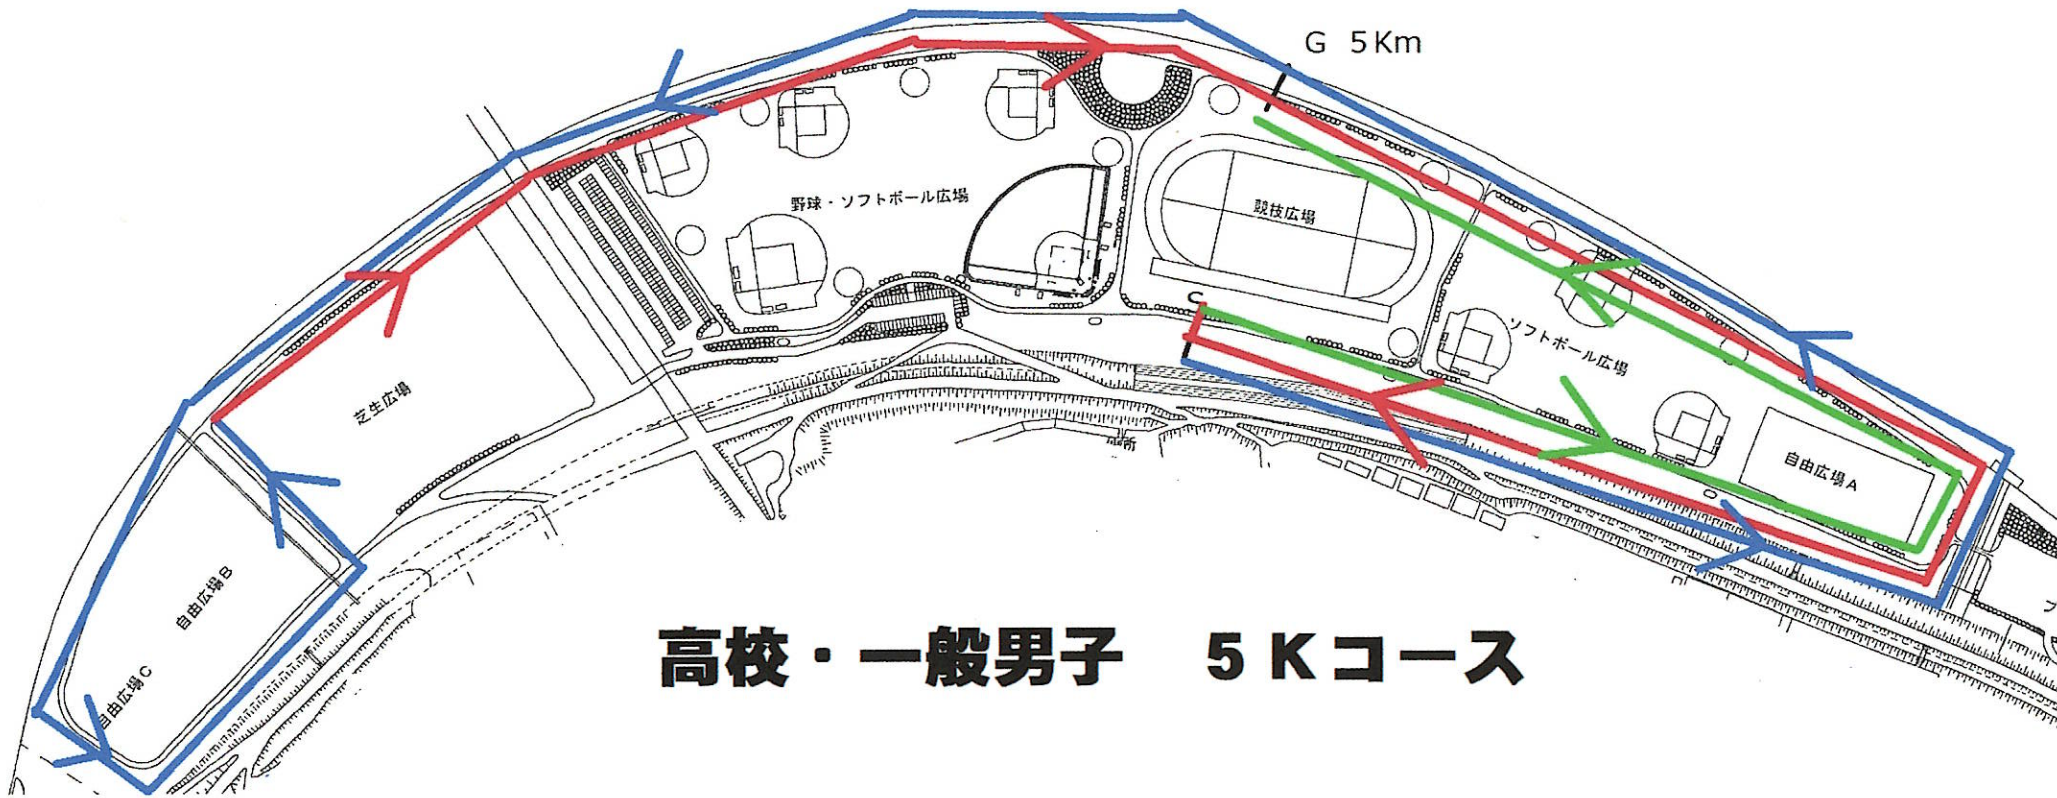 G 5Km
野球・ソフトボール広場
競技広場
C
ソフトボール広場
芝生広場
自由広場A
自由広場B
自由広場C
高校・一般男子 5Kコース